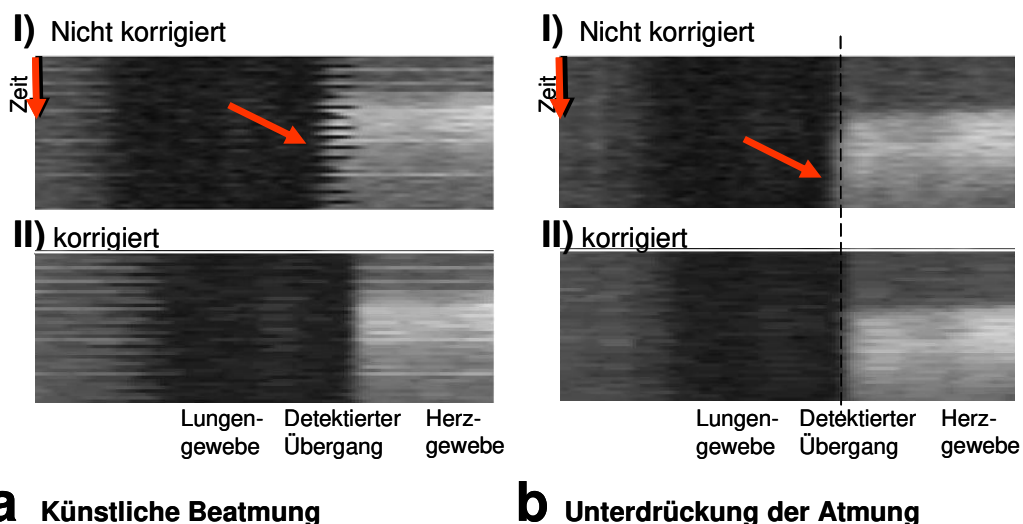 I) Nicht korrigiert
Zeit
II) korrigiert
Lungen-
gewebe
Detektierter
Übergang
Herz-
gewebe
a Künstliche Beatmung
I) Nicht korrigiert
Zeit
II) korrigiert
Lungen-
gewebe
Detektierter
Übergang
Herz-
gewebe
b Unterdrückung der Atmung